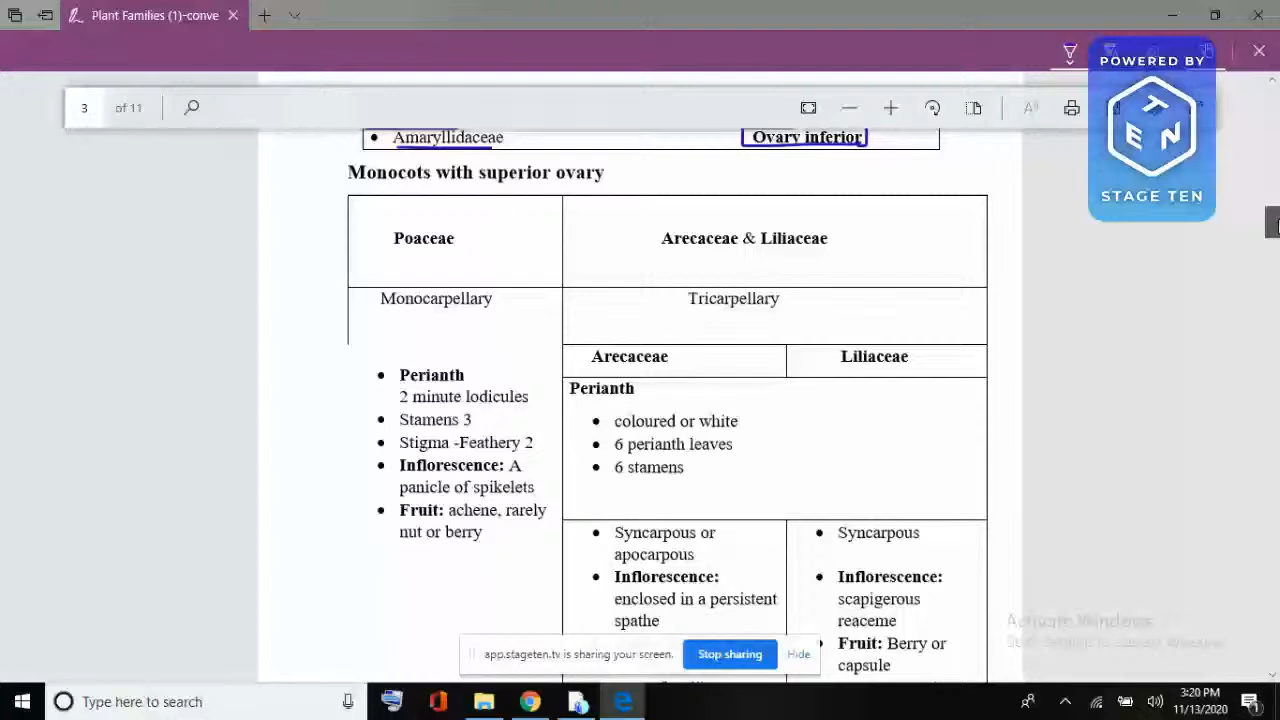 Plant Families (1)-conve
POWERED BY
TEN
STAGE TEN
3 of 11
Amaryllidaceae
Ovary inferior
Monocots with superior ovary
Poaceae
Arecaceae & Liliaceae
Monocarpellary
Tricarpellary
Arecaceae
Liliaceae
Perianth
2 minute lodicules
Stamens 3
Stigma -Feathery 2
Inflorescence: A
panicle of spikelets
Fruit: achene, rarely
nut or berry
Perianth
coloured or white
6 perianth leaves
6 stamens
Syncarpous or
apocarpous
Inflorescence:
enclosed in a persistent
spathe
Syncarpous
Inflorescence:
scapigerous
reaceme
Fruit: Berry or
capsule
Activate Windows
app.stageten.tv is sharing your screen.
Stop sharing
Hide
Type here to search
3:20 PM
11/13/2020